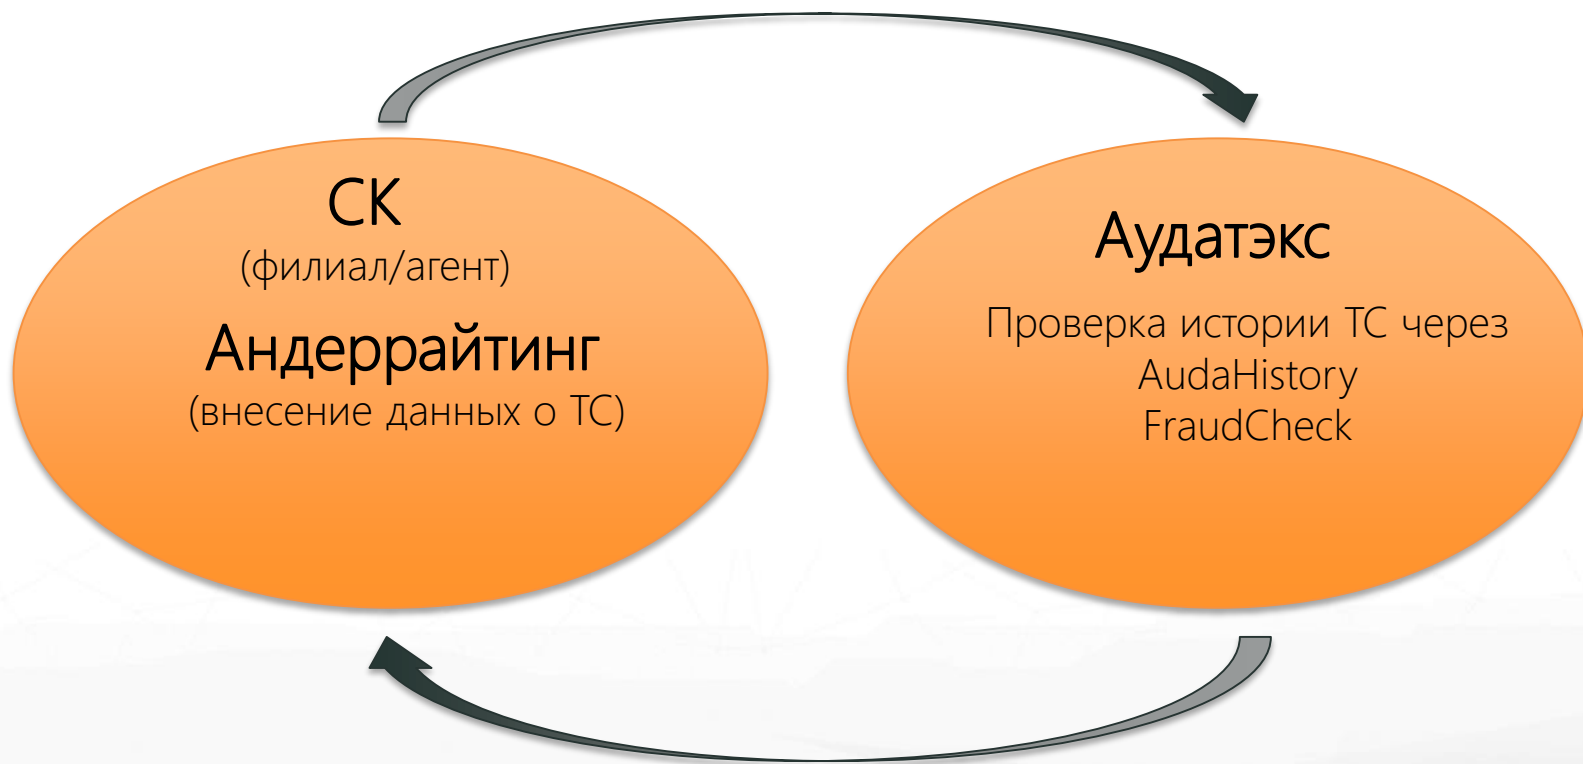 СК
(филиал/агент)
Андеррайтинг
(внесение данных о ТС)
Аудатэкс
Проверка истории ТС через
AudaHistory
FraudCheck